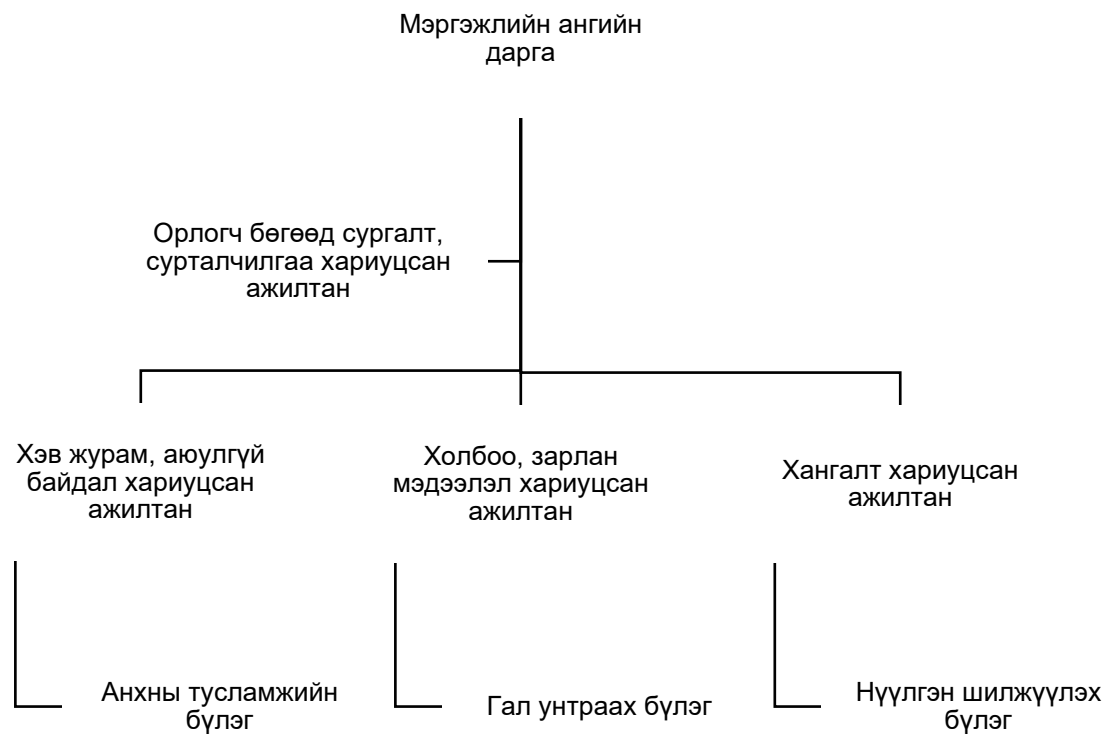 Мэргэжлийн ангийн
дарга
Орлогч бөгөөд сургалт,
сурталчилгаа хариуцсан
ажилтан
Хэв журам, аюулгүй
байдал хариуцсан
ажилтан
Холбоо, зарлан
мэдээлэл хариуцсан
ажилтан
Хангалт хариуцсан
ажилтан
Анхны тусламжийн
бүлэг
Гал унтраах бүлэг
Нүүлгэн шилжүүлэх
бүлэг